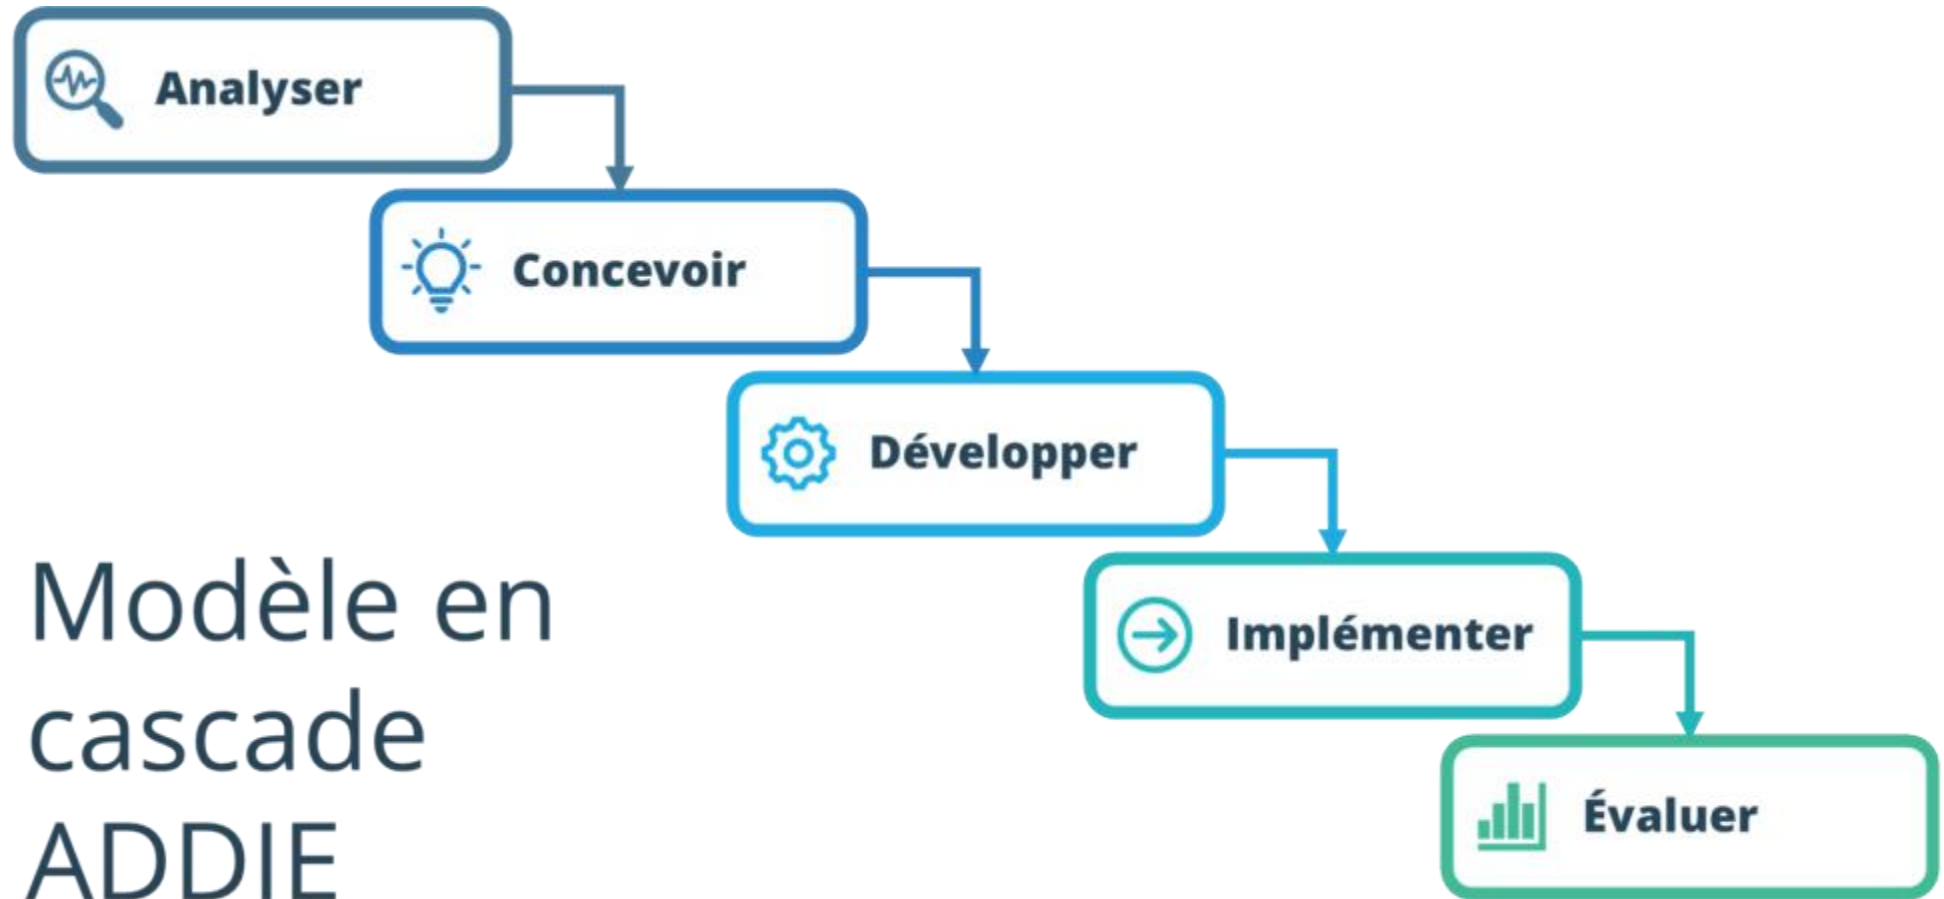 Analyser
Concevoir
Développer
Implémenter
Évaluer
Modèle en
cascade
ADDIE